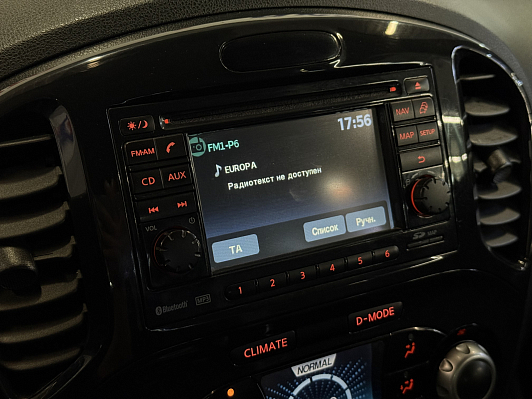 17:56
FM1-P6
EUROPA
Радиотекст не доступен
TA
Список
Ручн.
FM·AM
CD
AUX
VOL
NAV
MAP
SETUP
1 2 3 4 5 6
Bluetooth
MP3
CLIMATE
D-MODE
NORMAL